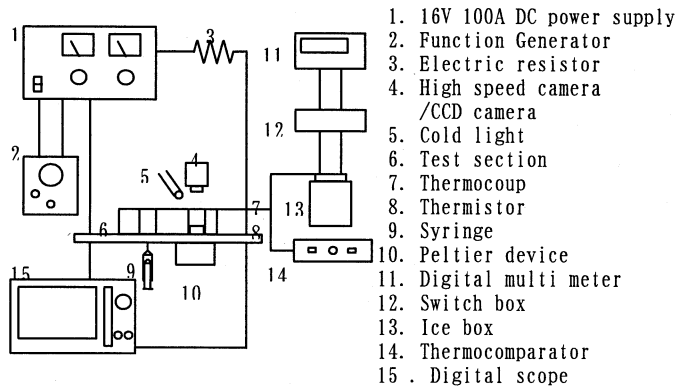 1. 16V 100A DC power supply
2. Function Generator
3. Electric resistor
4. High speed camera
/CCD camera
5. Cold light
6. Test section
7. Thermocoup
8. Thermistor
9. Syringe
10. Peltier device
11. Digital multi meter
12. Switch box
13. Ice box
14. Thermocomparator
15 . Digital scope
1
3
11
12
2
4
5
7
13
6
8
9
14
15
10